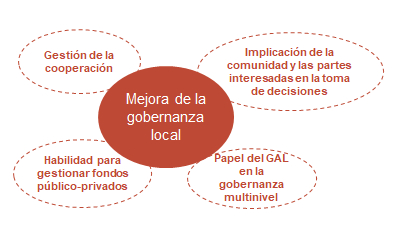 Gestión de la
cooperación
Implicación de la
comunidad y las partes
interesadas en la toma
de decisiones
Mejora de la
gobernanza
local
Habilidad para
gestionar fondos
público-privados
Papel del GAL
en la
gobernanza
multinivel